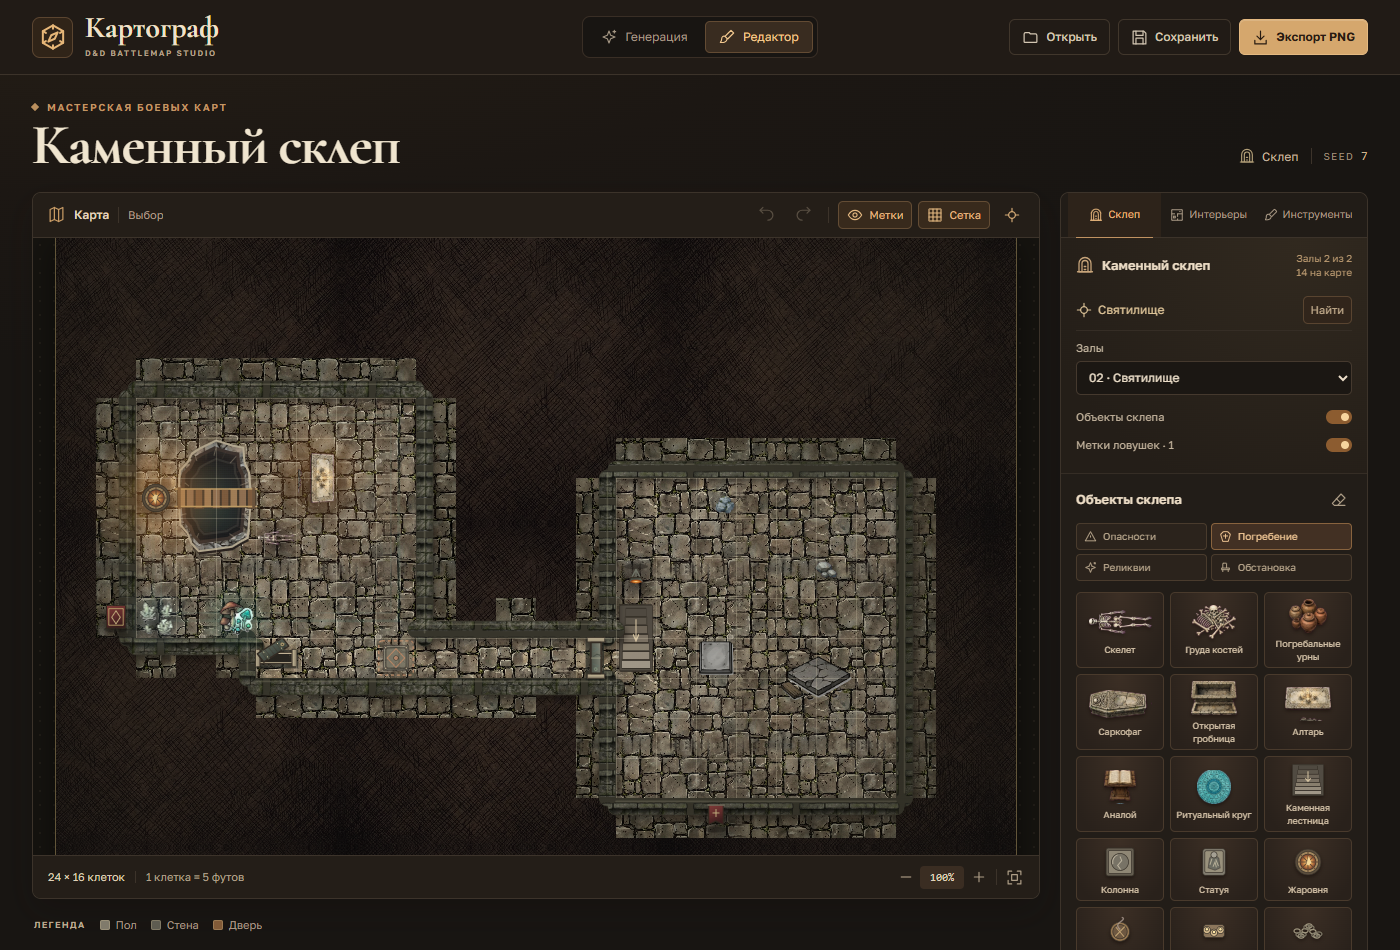 Картограф
D&D BATTLEMAP STUDIO
Генерация
Редактор
Открыть
Сохранить
Экспорт PNG
МАСТЕРСКАЯ БОЕВЫХ КАРТ
Каменный склеп
Склеп
SEED 7
Карта
Выбор
Метки
Сетка
Склеп
Интерьеры
Инструменты
Каменный склеп
Залы 2 из 2
14 на карте
Святилище
Найти
Залы
02 · Святилище
Объекты склепа
Метки ловушек · 1
Объекты склепа
Опасности
Погребение
Реликвии
Обстановка
Скелет
Груда костей
Погребальные
урны
Саркофаг
Открытая
гробница
Алтарь
Аналой
Ритуальный круг
Каменная
лестница
Колонна
Статуя
Жаровня
24 × 16 клеток
1 клетка = 5 футов
100%
ЛЕГЕНДА
Пол
Стена
Дверь